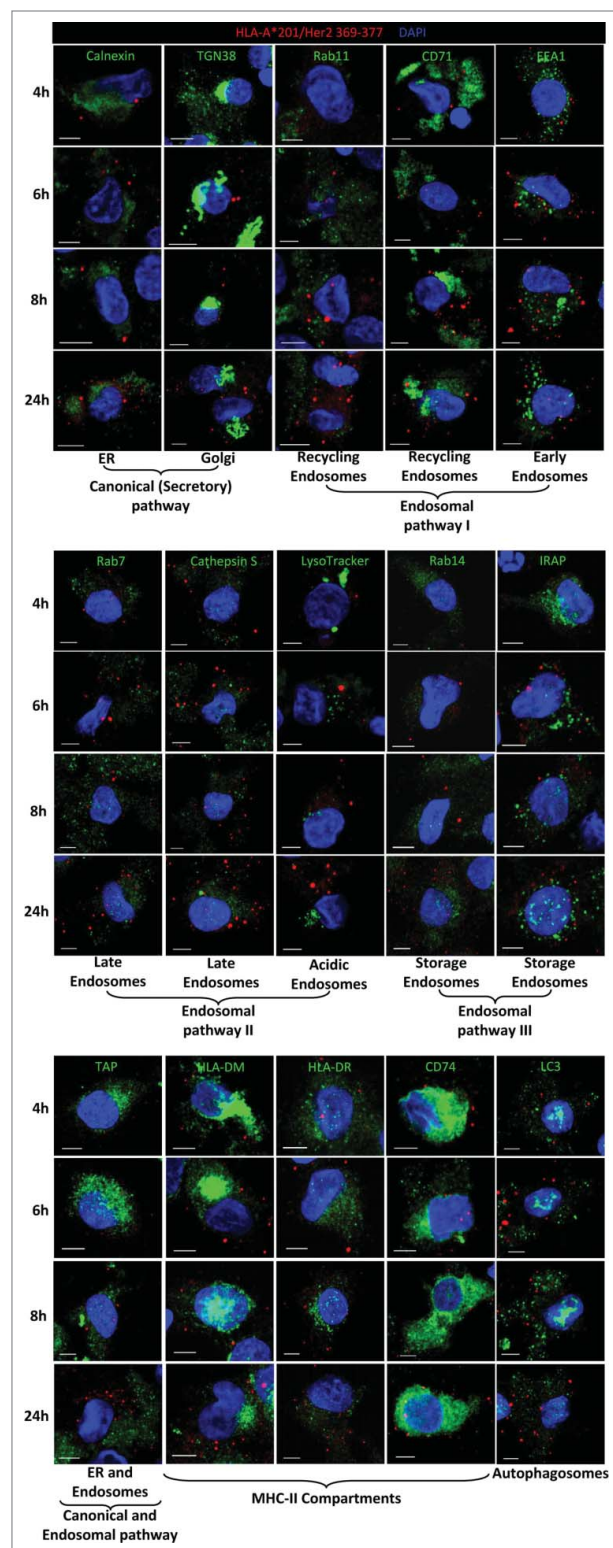 HLA-A*201/Her2 369-377 DAPI
Calnexin TGN38 Rab11 CD71 EEA1
4h
6h
8h
24h
ER Golgi Recycling Endosomes Recycling Endosomes Early Endosomes
Canonical (Secretory) pathway
Endosomal pathway I
Rab7 Cathepsin S LysoTracker Rab14 IRAP
4h
6h
8h
24h
Late Endosomes Late Endosomes Acidic Endosomes Storage Endosomes Storage Endosomes
Endosomal pathway II
Endosomal pathway III
TAP HLA-DM HLA-DR CD74 LC3
4h
6h
8h
24h
ER and Endosomes
MHC-II Compartments
Autophagosomes
Canonical and Endosomal pathway